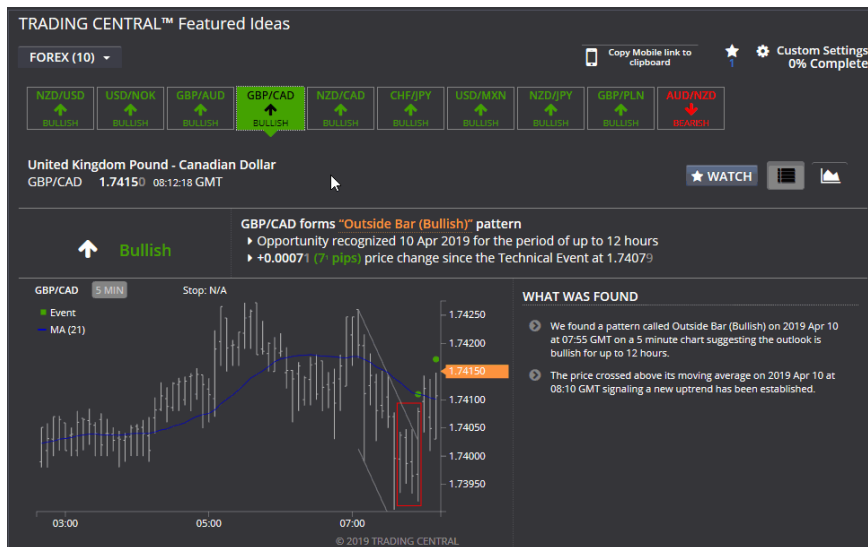 TRADING CENTRAL™ Featured Ideas
FOREX (10)
Copy Mobile link to
clipboard
1
Custom Settings
0% Complete
NZD/USD USD/NOK GBP/AUD GBP/CAD NZD/CAD CHF/JPY USD/MXN NZD/JPY GBP/PLN AUD/NZD
BULLISH BULLISH BULLISH BULLISH BULLISH BULLISH BULLISH BULLISH BULLISH BEARISH
United Kingdom Pound - Canadian Dollar
GBP/CAD 1.74150 08:12:18 GMT
WATCH
Bullish
GBP/CAD forms "Outside Bar (Bullish)" pattern
Opportunity recognized 10 Apr 2019 for the period of up to 12 hours
+0.00071 (7¹ pips) price change since the Technical Event at 1.74079
GBP/CAD 5 MIN Stop: N/A
Event
MA (21)
1.74250
1.74200
1.74150
1.74100
1.74050
1.74000
1.73950
03:00 05:00 07:00
© 2019 TRADING CENTRAL
WHAT WAS FOUND
We found a pattern called Outside Bar (Bullish) on 2019 Apr 10
at 07:55 GMT on a 5 minute chart suggesting the outlook is
bullish for up to 12 hours.
The price crossed above its moving average on 2019 Apr 10 at
08:10 GMT signaling a new uptrend has been established.